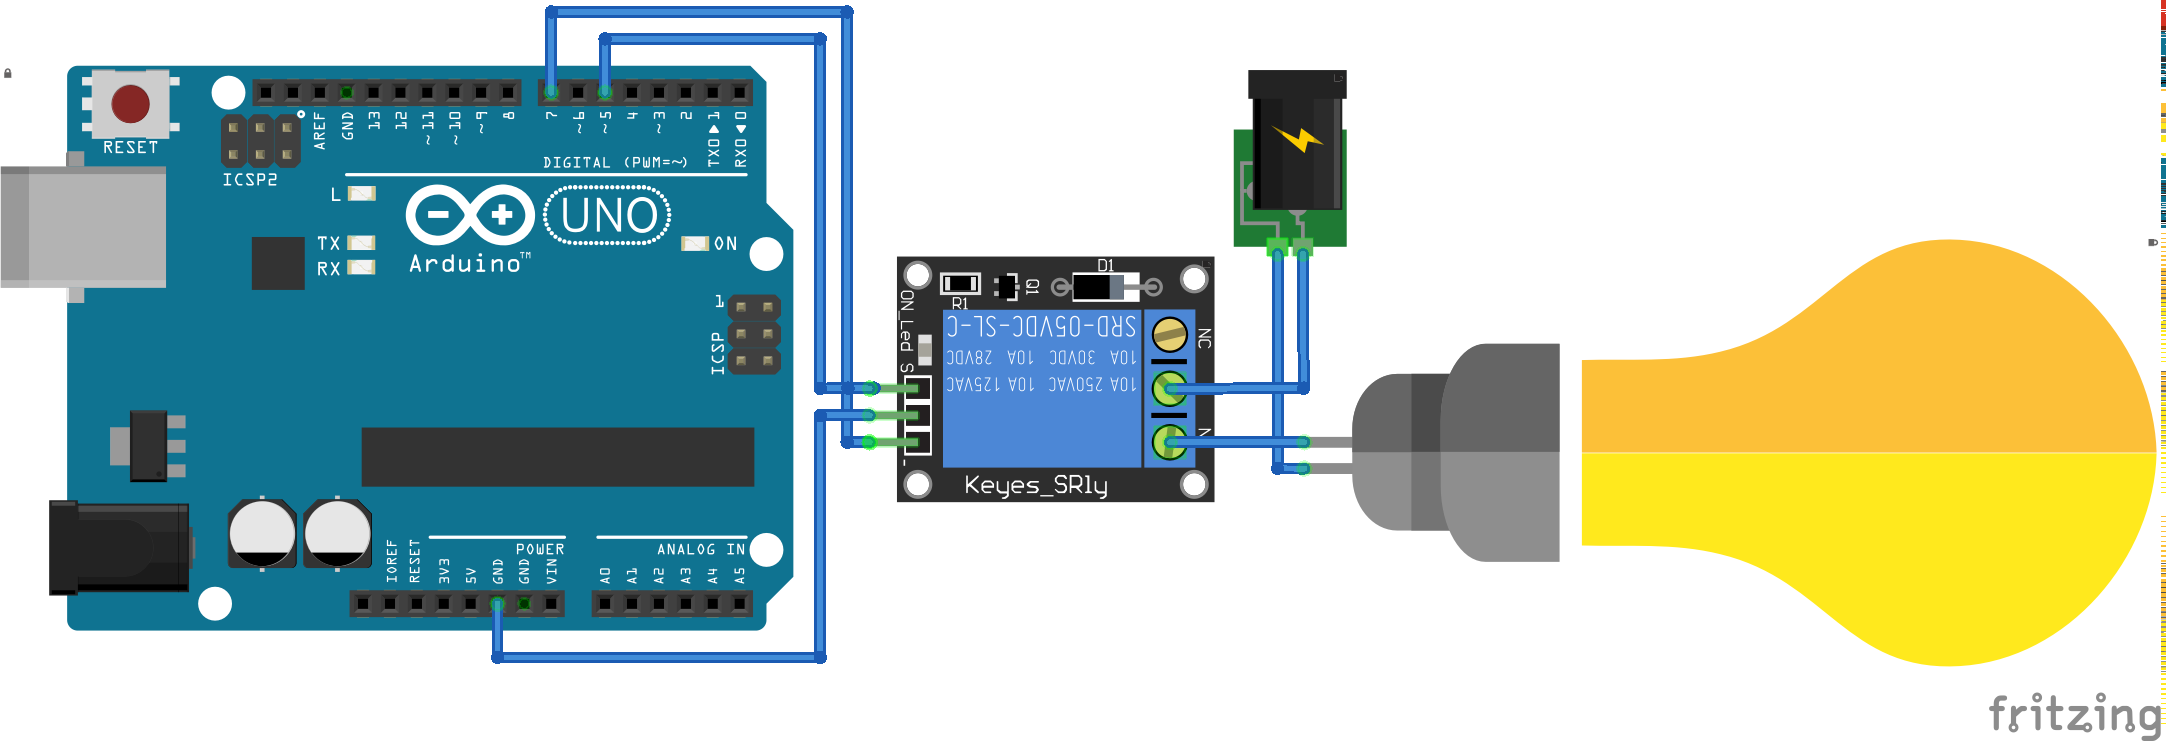 RESET
ICSP2
AREF
GND
13
12
~11
~10
~9
8
7
~6
~5
4
~3
2
TX0 ▶ 1
RX0 ◀ 0
DIGITAL (PWM=~)
L
TX
RX
UNO
Arduino™
ON
1
ICSP
IOREF
RESET
3V3
5V
GND
GND
VIN
POWER
ANALOG IN
A0
A1
A2
A3
A4
A5
ON_Led
S
-
R1
Q1
D1
SRD-05VDC-SL-C
10A 30VDC 10A 28VDC
10A 250VAC 10A 125VAC
NC
Keyes_SRly
fritzing